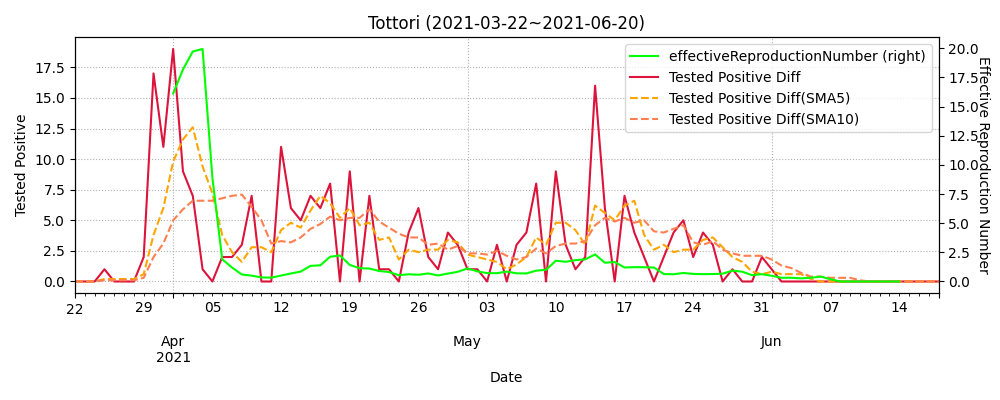 Tottori (2021-03-22~2021-06-20)
effectiveReproductionNumber (right)
Tested Positive Diff
Tested Positive Diff(SMA5)
Tested Positive Diff(SMA10)
Tested Positive
17.5
15.0
12.5
10.0
7.5
5.0
2.5
0.0
20.0
17.5
15.0
12.5
10.0
7.5
5.0
2.5
0.0
Effective Reproduction Number
22 29 05 12 19 26 03 10 17 24 31 07 14
Apr May Jun
2021
Date